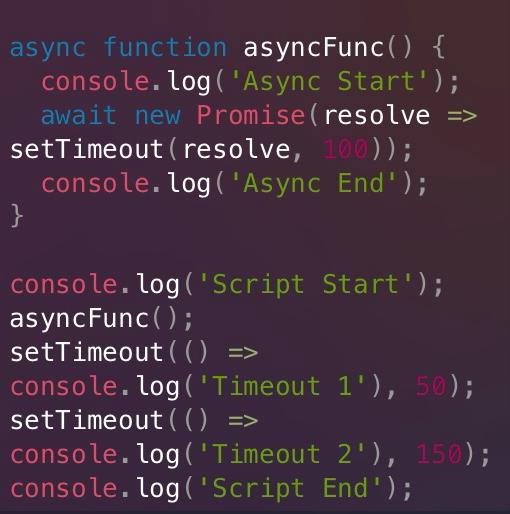 async function asyncFunc() {
  console.log('Async Start');
  await new Promise(resolve =>
setTimeout(resolve, 100));
  console.log('Async End');
}

console.log('Script Start');
asyncFunc();
setTimeout(() =>
console.log('Timeout 1'), 50);
setTimeout(() =>
console.log('Timeout 2'), 150);
console.log('Script End');